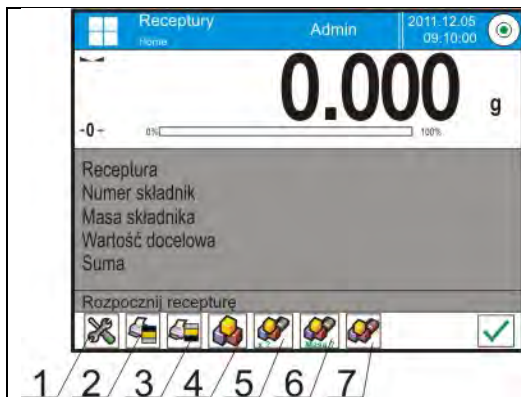 Receptury
Home
Admin
2011.12.05
09:10:00
0.000 g
-0-
0% 100%
Receptura
Numer składnik
Masa składnika
Wartość docelowa
Suma
Rozpocznij recepturę
x ?
1 2 3 4 5 6 7